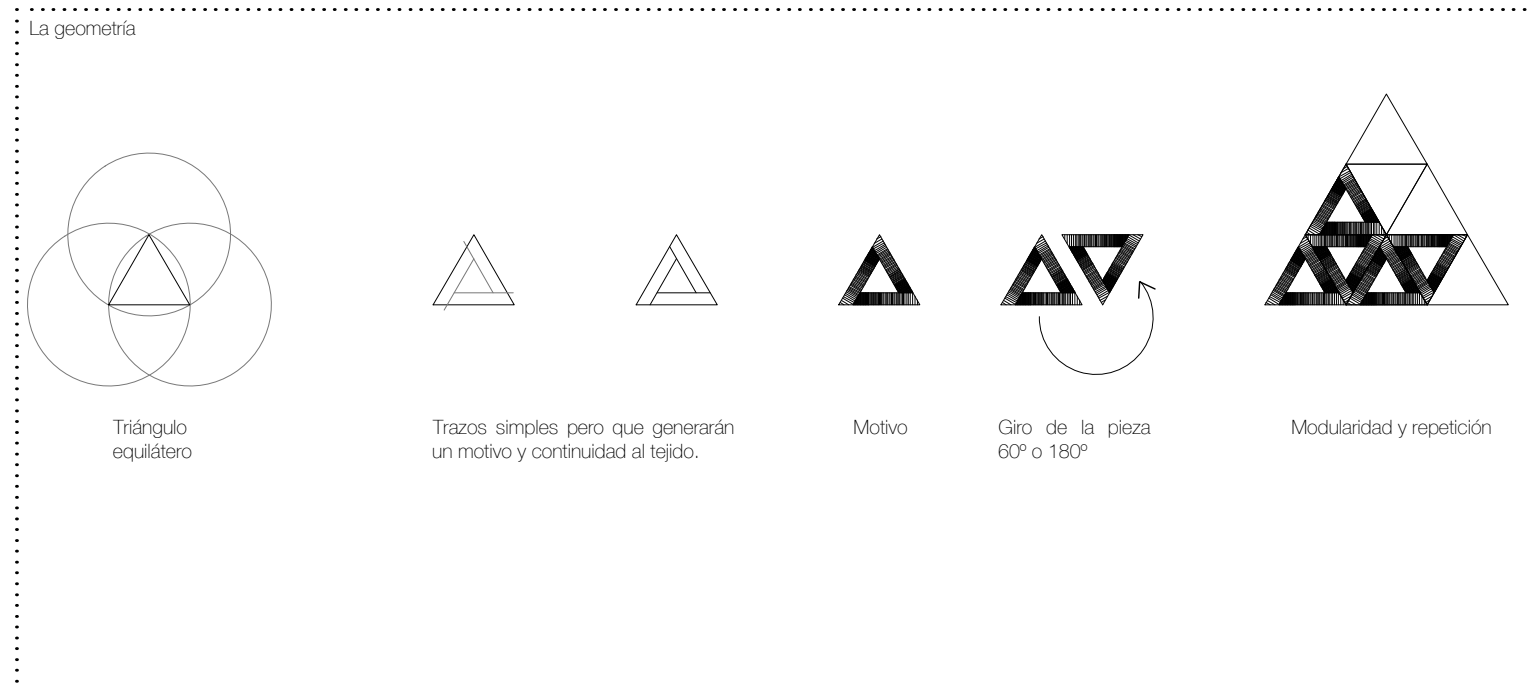 La geometría
Triángulo
equilátero
Trazos simples pero que generarán
un motivo y continuidad al tejido.
Motivo
Giro de la pieza
60º o 180º
Modularidad y repetición